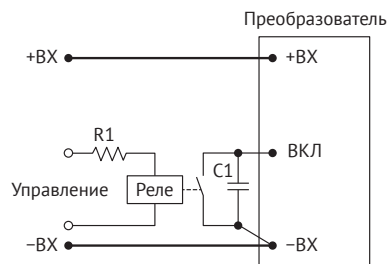 Преобразователь
+ВХ
+ВХ
R1
C1
ВКЛ
Управление
Реле
−ВХ
−ВХ